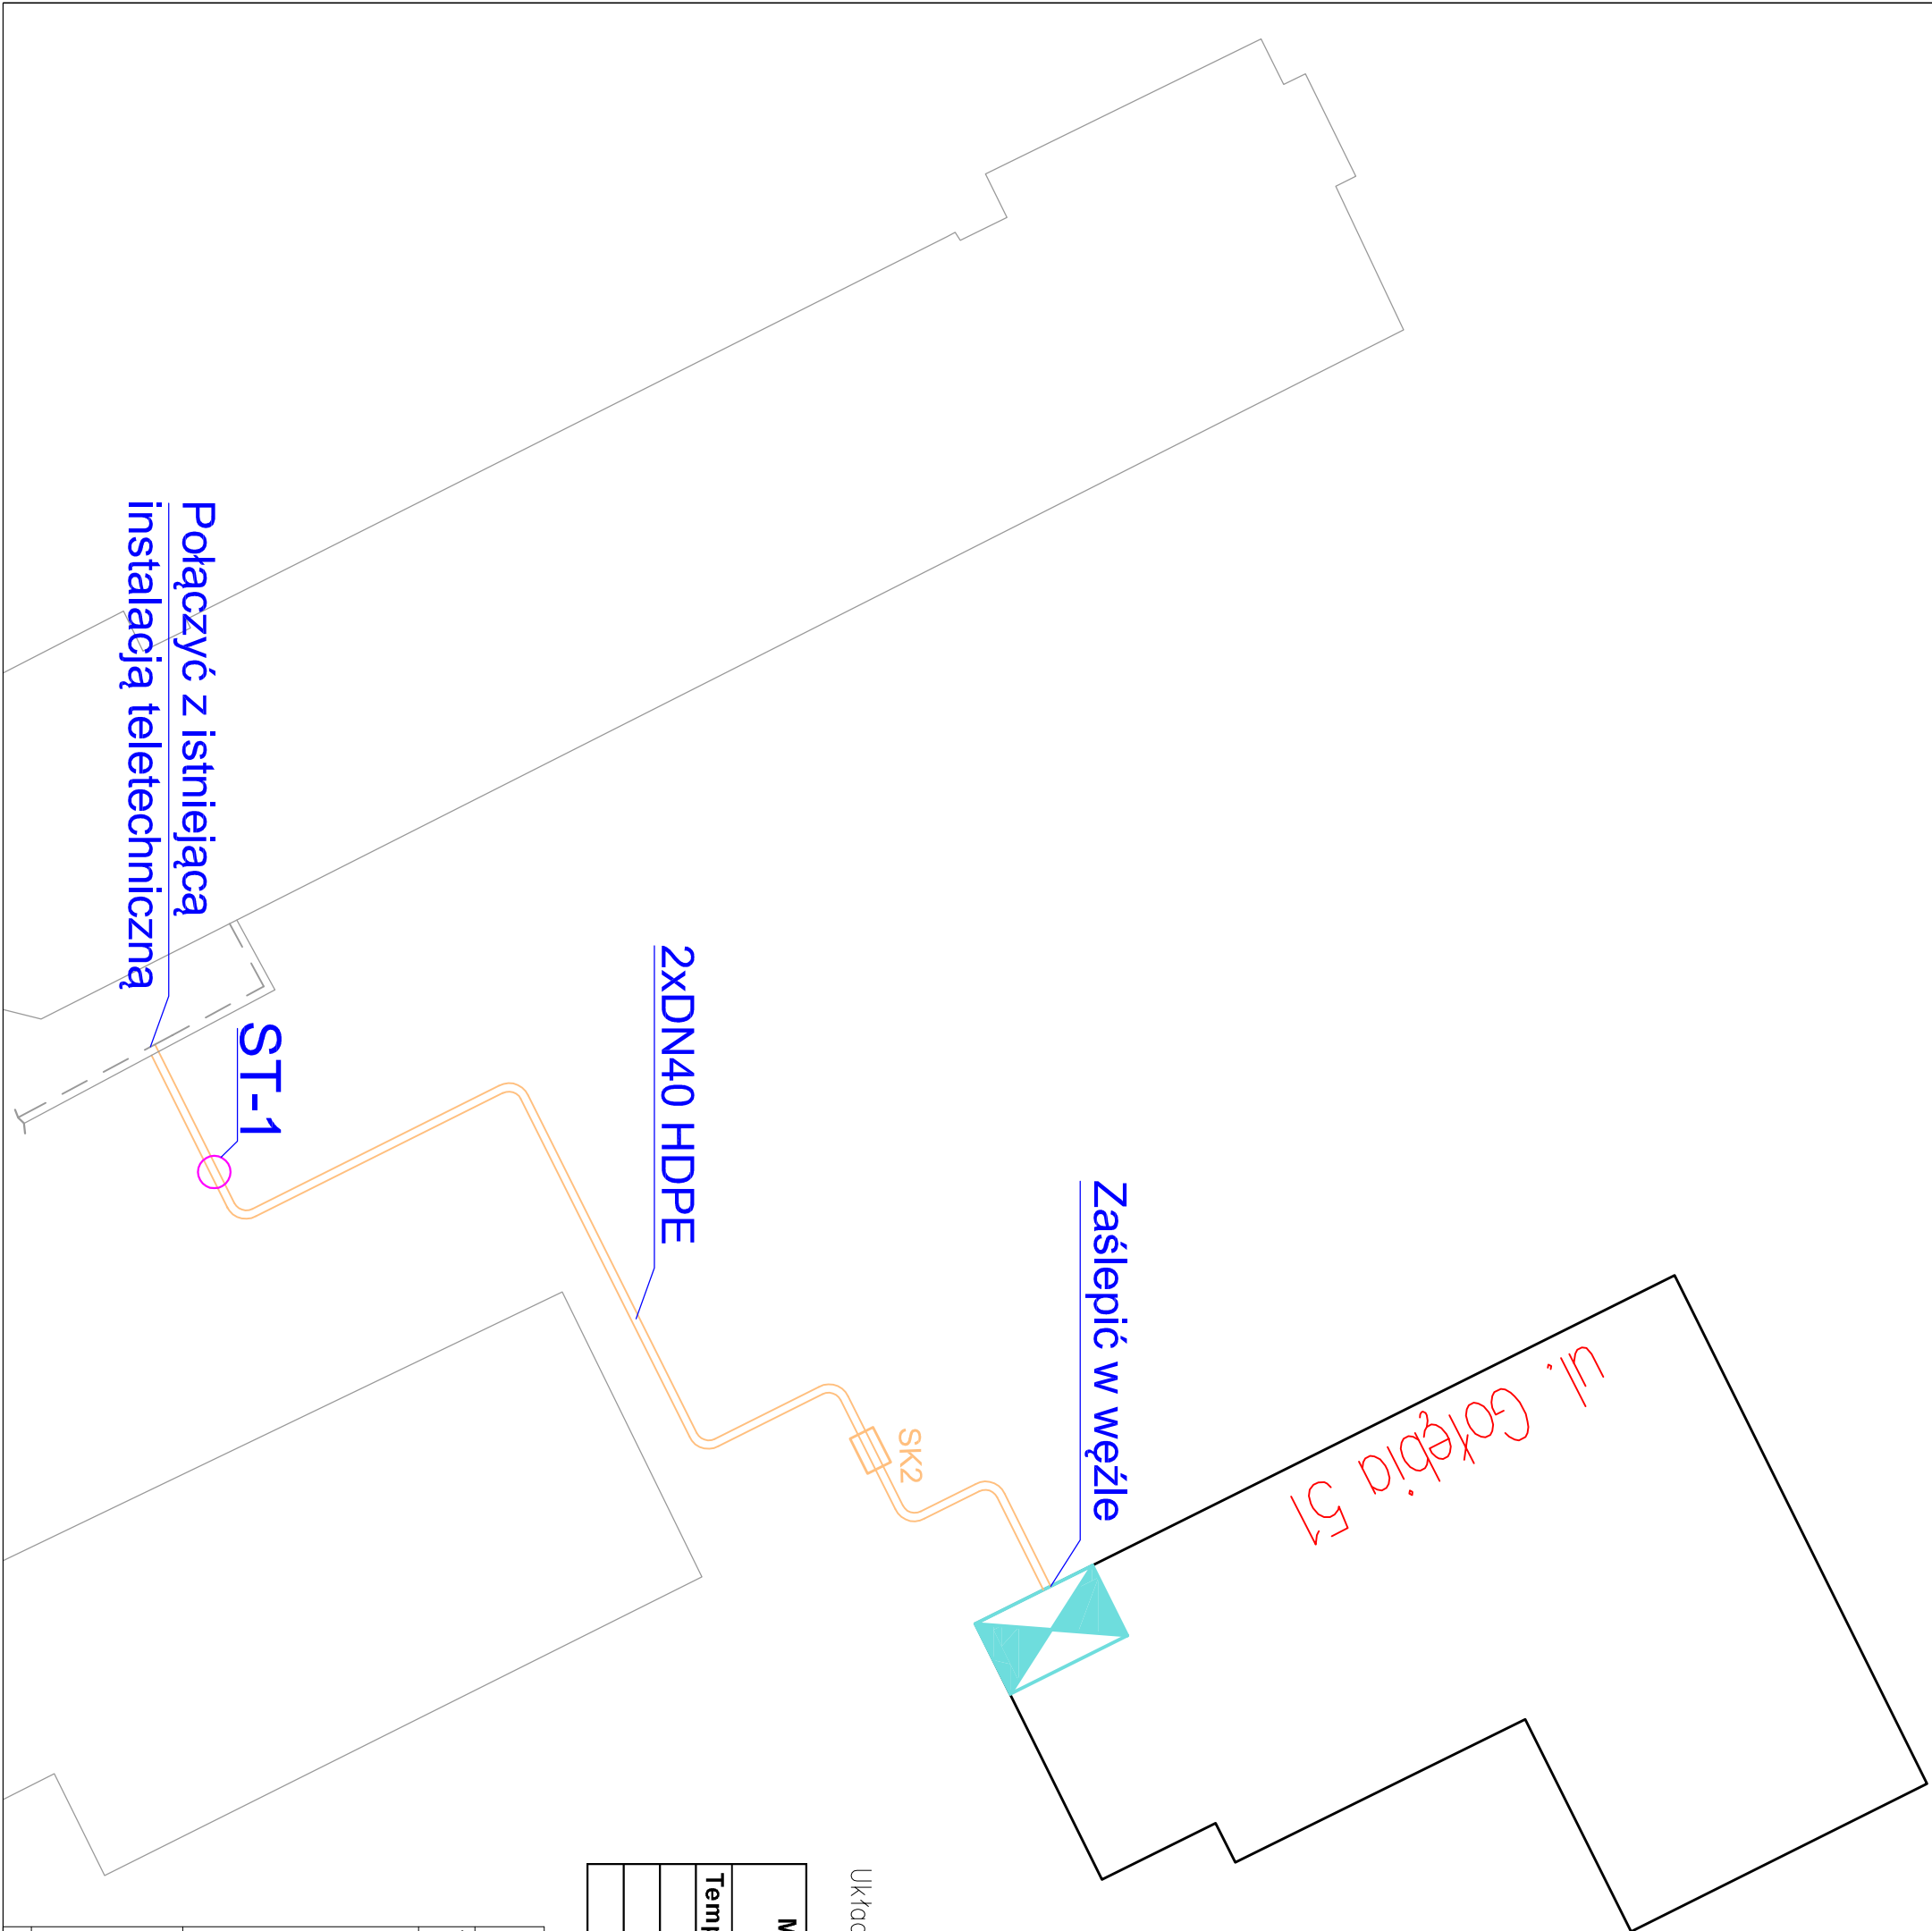 ul. Gołębia 51
Zaślepić w węźle
SK2
2xDN40 HDPE
ST-1
Połączyć z istniejącą
instalacją teletechniczną